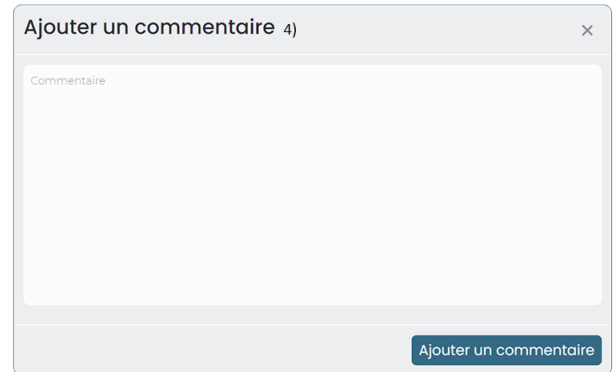 Ajouter un commentaire 4)
×
Commentaire
Ajouter un commentaire